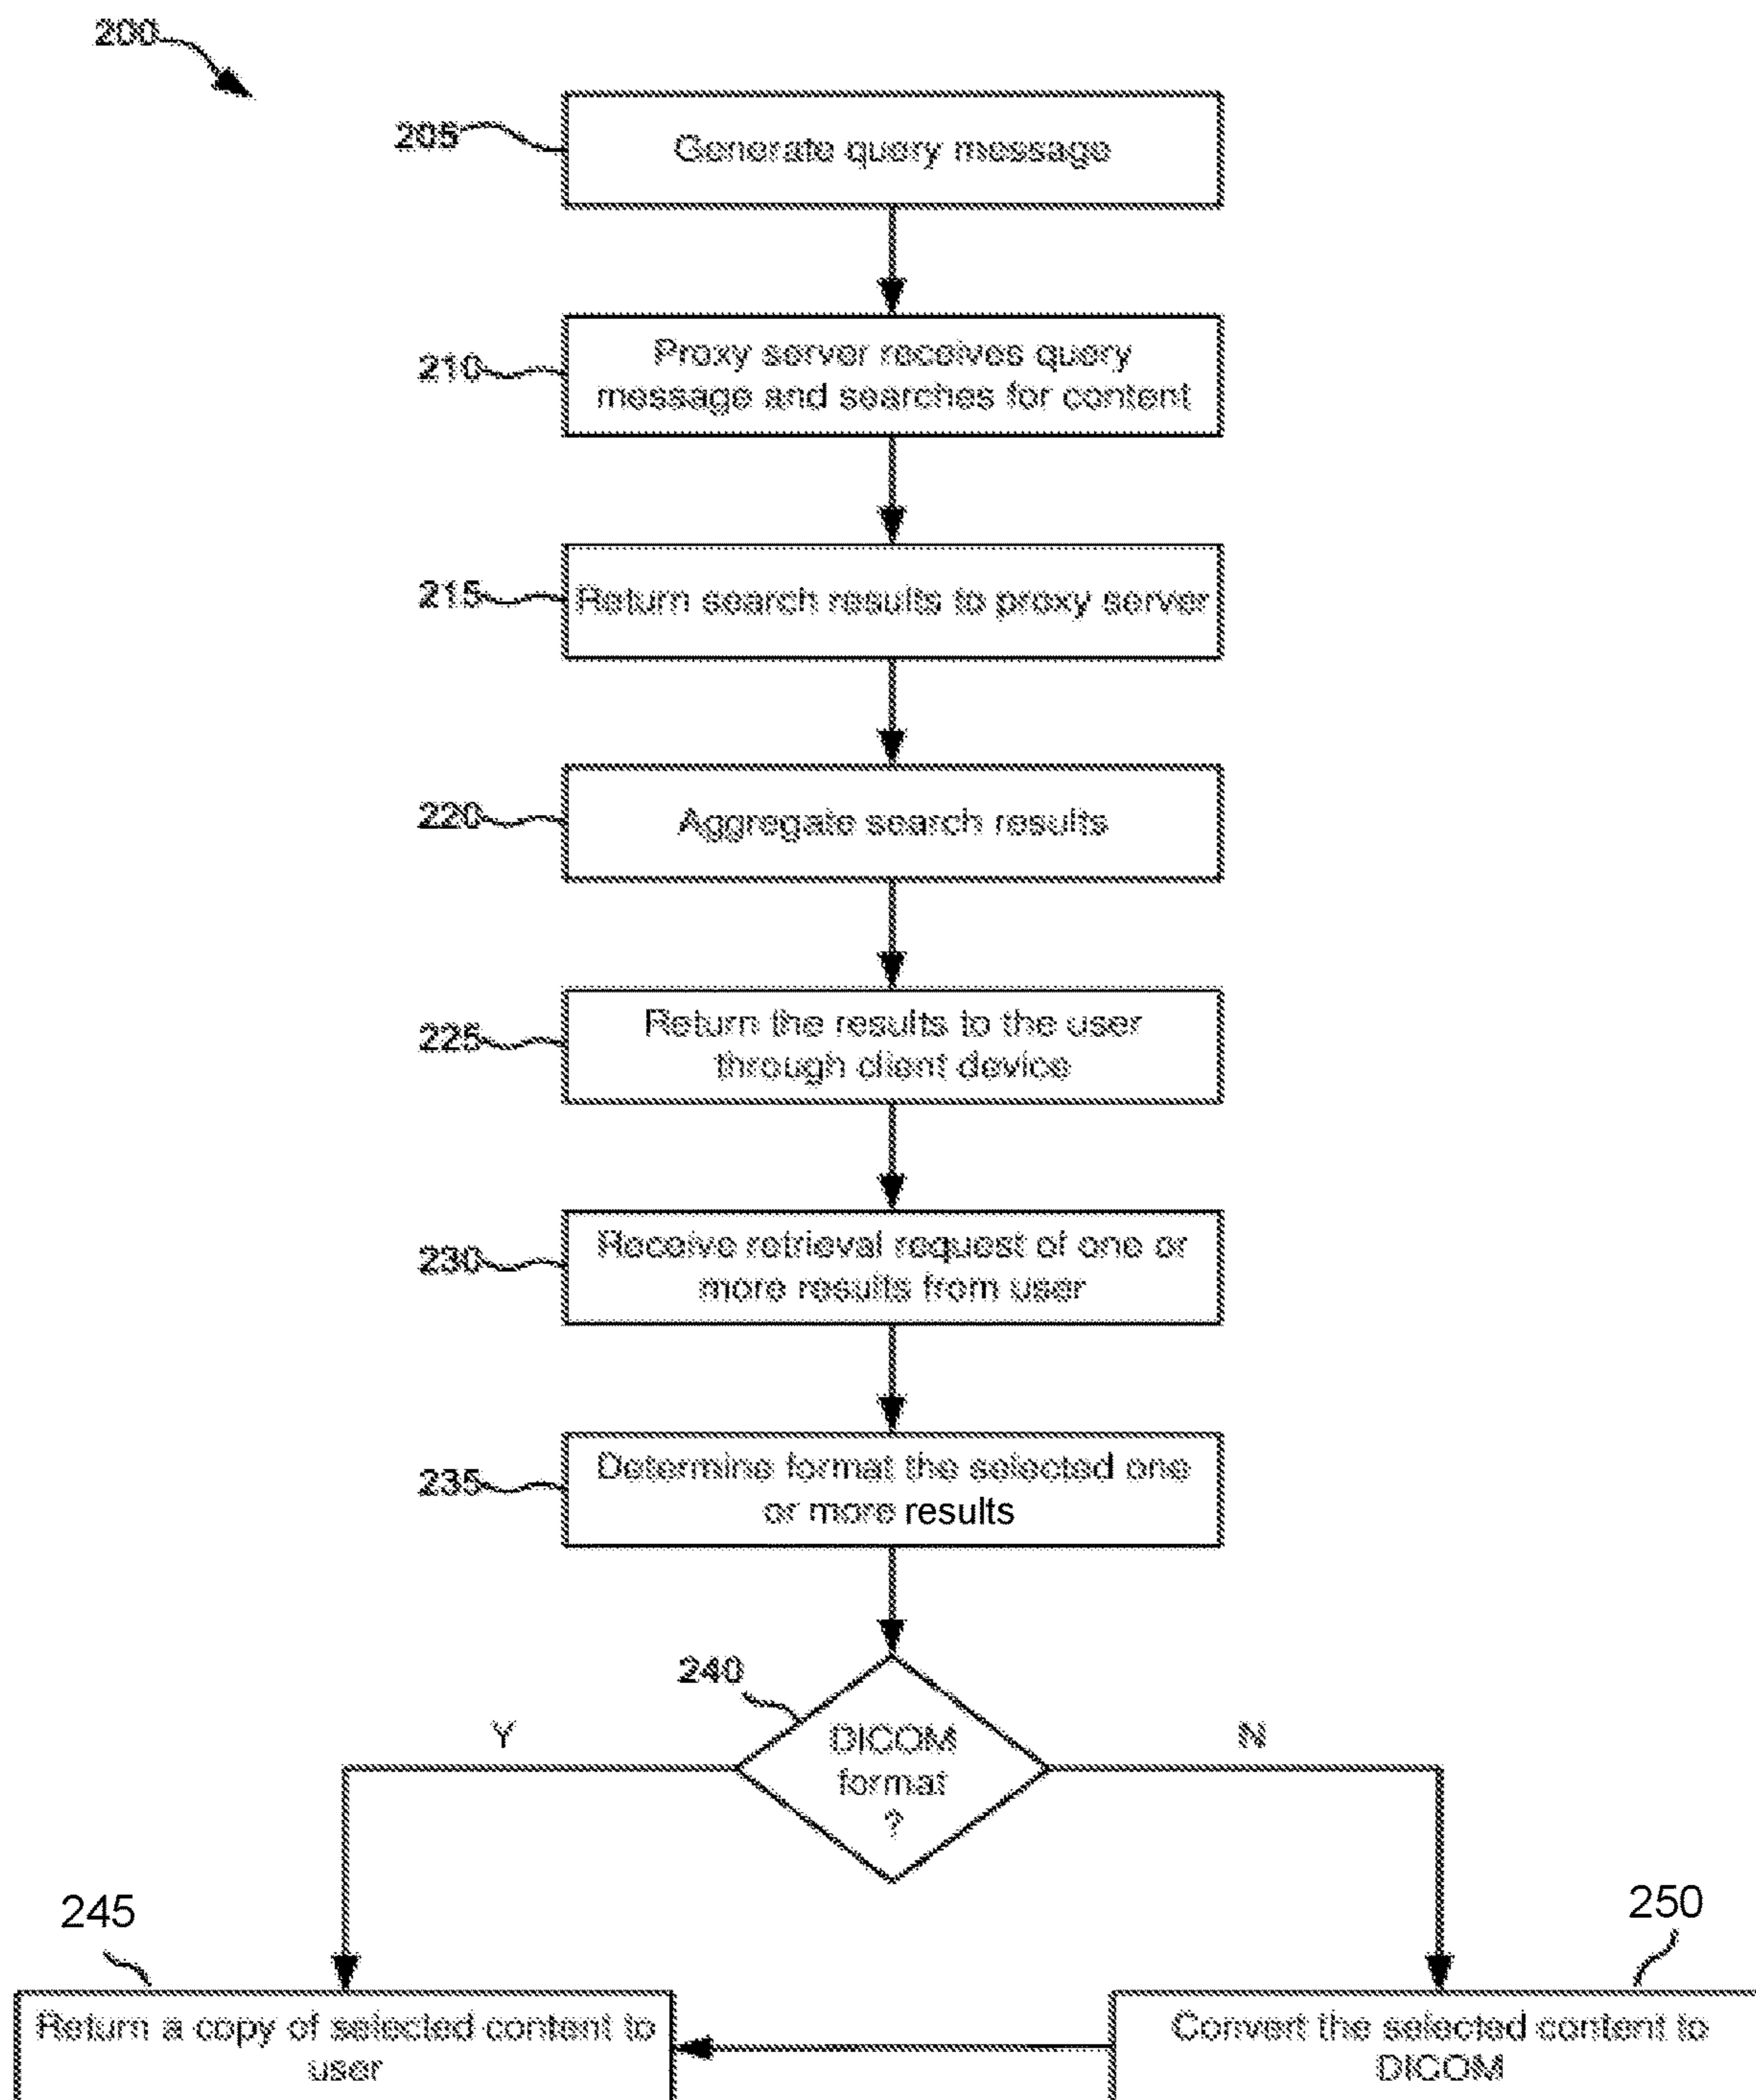 200
205
Generate query message
210
Proxy server receives query
message and searches for content
215
Return search results to proxy server
220
Aggregate search results
225
Return the results to the user
through client device
230
Receive retrieval request of one or
more results from user
235
Determine format the selected one
or more results
240
DICOM
format
?
Y
N
245
Return a copy of selected content to
user
250
Convert the selected content to
DICOM